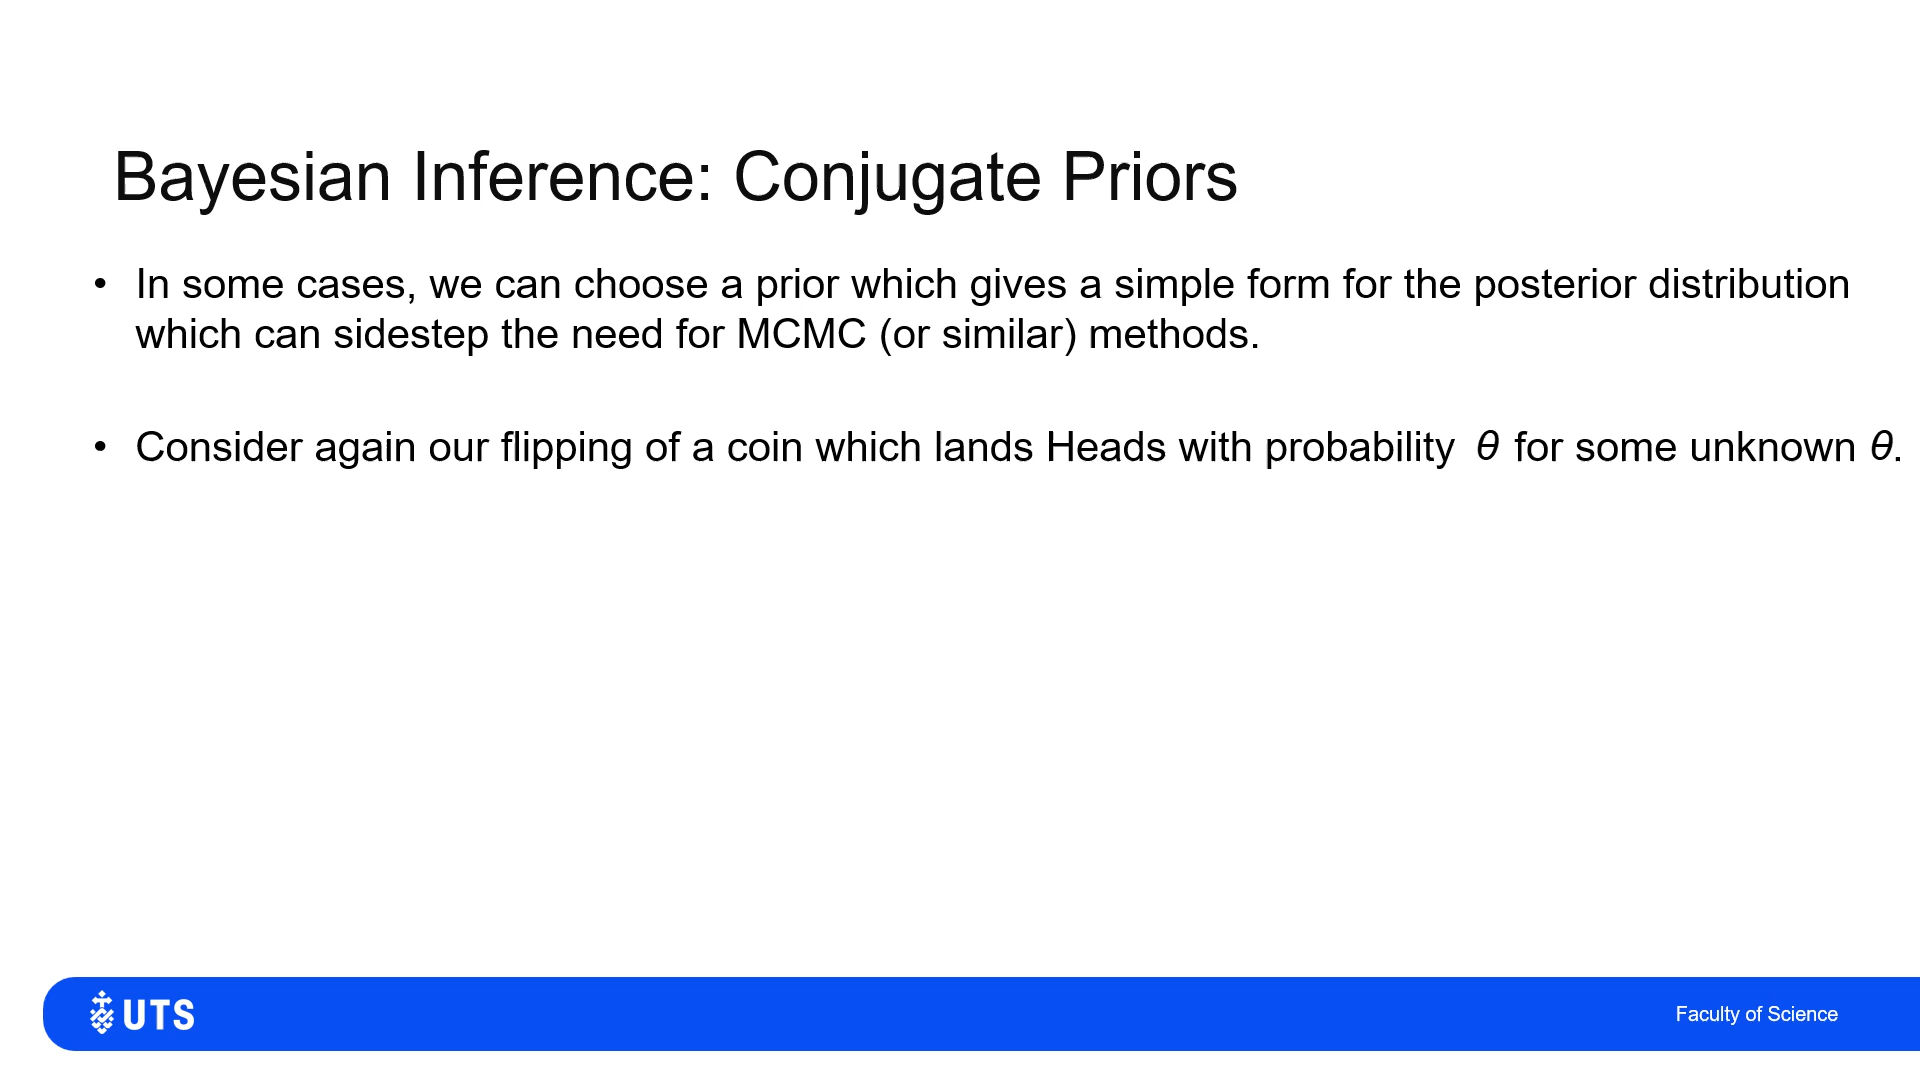 Bayesian Inference: Conjugate Priors
• In some cases, we can choose a prior which gives a simple form for the posterior distribution
which can sidestep the need for MCMC (or similar) methods.
• Consider again our flipping of a coin which lands Heads with probability θ for some unknown θ.
UTS
Faculty of Science